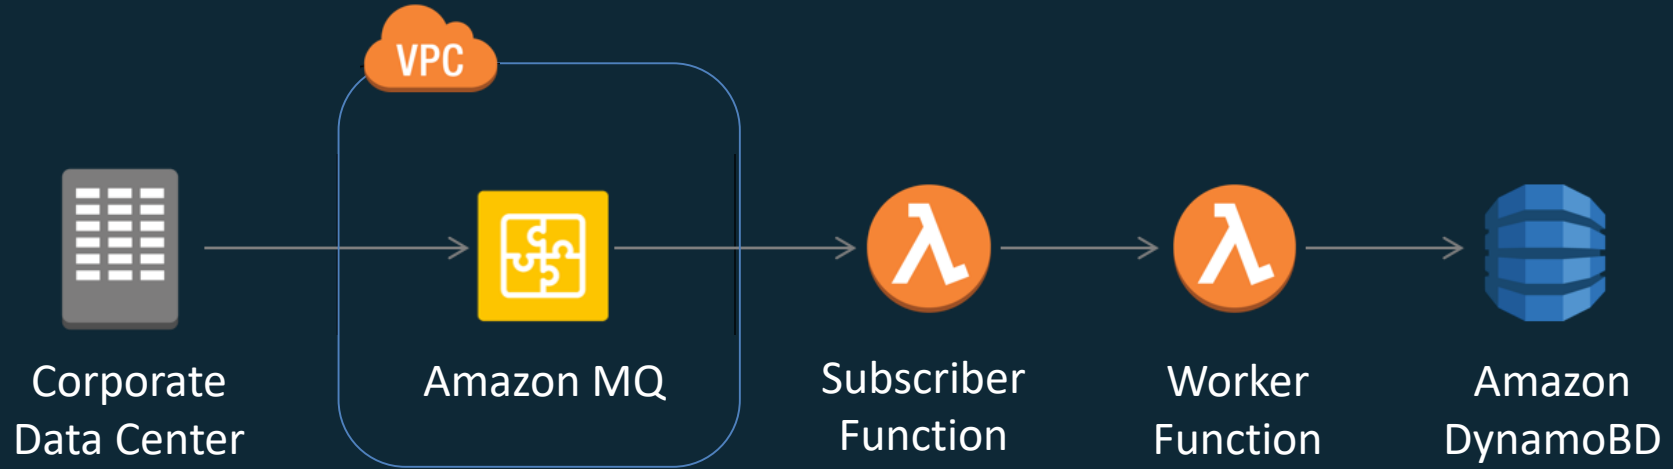 VPC
Corporate
Data Center
Amazon MQ
Subscriber
Function
Worker
Function
Amazon
DynamoBD